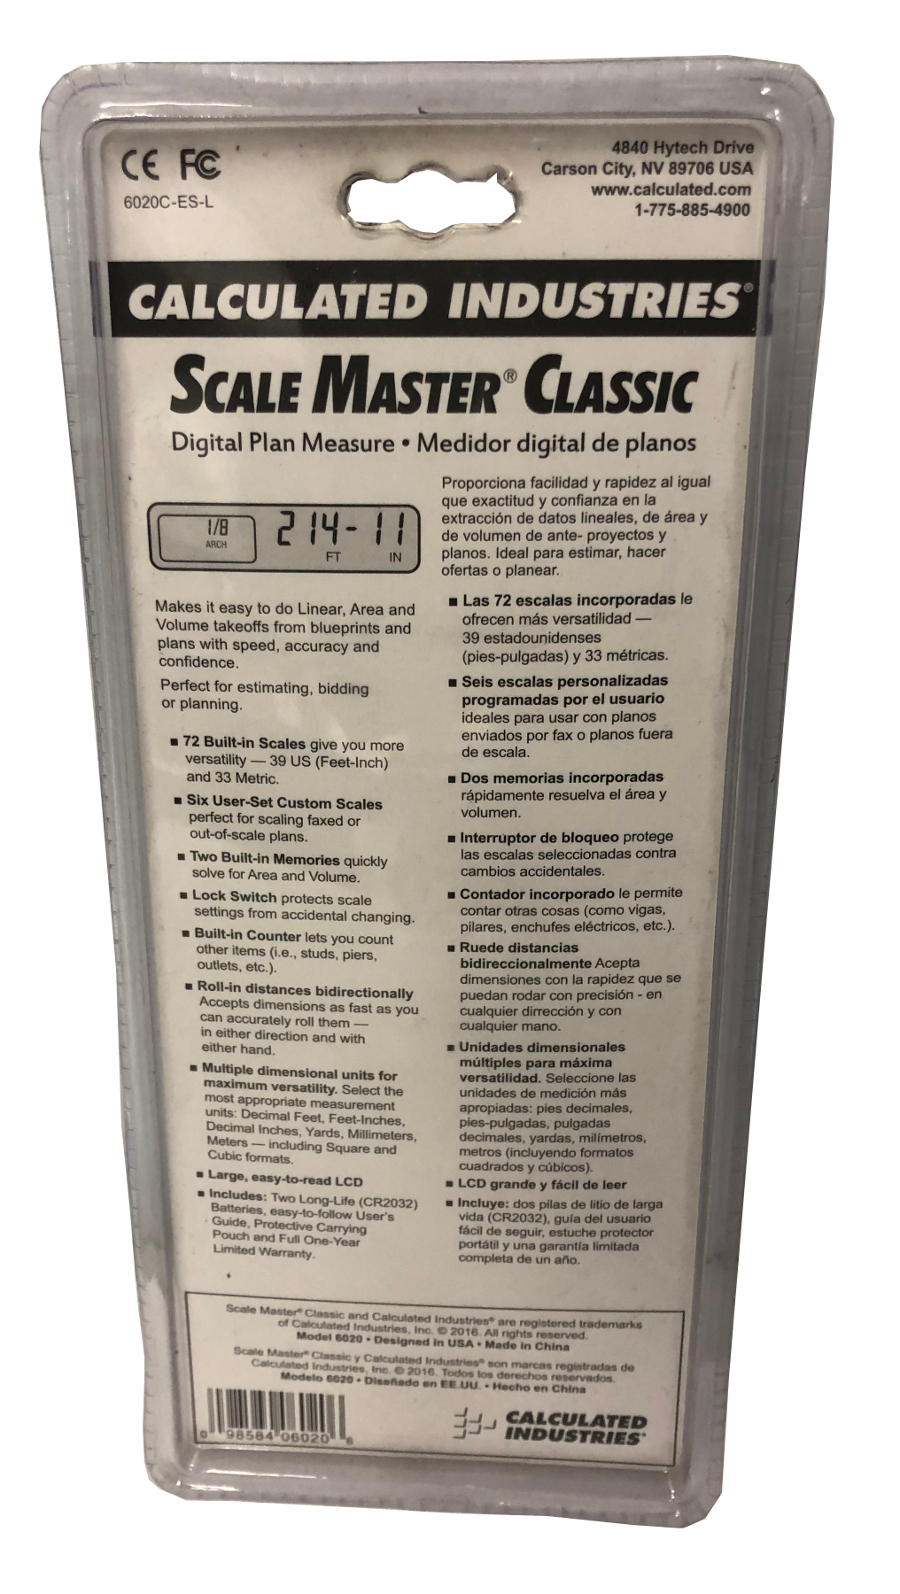 CE FC
6020C-ES-L
4840 Hytech Drive
Carson City, NV 89706 USA
www.calculated.com
1-775-885-4900
CALCULATED INDUSTRIES®
SCALE MASTER® CLASSIC
Digital Plan Measure • Medidor digital de planos
1/8
ARCH
214-11
FT IN
Makes it easy to do Linear, Area and
Volume takeoffs from blueprints and
plans with speed, accuracy and
confidence.
Perfect for estimating, bidding
or planning.
▪ 72 Built-in Scales give you more
versatility — 39 US (Feet-Inch)
and 33 Metric.
▪ Six User-Set Custom Scales
perfect for scaling faxed or
out-of-scale plans.
▪ Two Built-in Memories quickly
solve for Area and Volume.
▪ Lock Switch protects scale
settings from accidental changing.
▪ Built-in Counter lets you count
other items (i.e., studs, piers,
outlets, etc.).
▪ Roll-in distances bidirectionally
Accepts dimensions as fast as you
can accurately roll them —
in either direction and with
either hand.
▪ Multiple dimensional units for
maximum versatility. Select the
most appropriate measurement
units: Decimal Feet, Feet-Inches,
Decimal Inches, Yards, Millimeters,
Meters — including Square and
Cubic formats.
▪ Large, easy-to-read LCD
▪ Includes: Two Long-Life (CR2032)
Batteries, easy-to-follow User's
Guide, Protective Carrying
Pouch and Full One-Year
Limited Warranty.
Proporciona facilidad y rapidez al igual
que exactitud y confianza en la
extracción de datos lineales, de área y
de volumen de ante- proyectos y
planos. Ideal para estimar, hacer
ofertas o planear.
▪ Las 72 escalas incorporadas le
ofrecen más versatilidad —
39 estadounidenses
(pies-pulgadas) y 33 métricas.
▪ Seis escalas personalizadas
programadas por el usuario
ideales para usar con planos
enviados por fax o planos fuera
de escala.
▪ Dos memorias incorporadas
rápidamente resuelva el área y
volumen.
▪ Interruptor de bloqueo protege
las escalas seleccionadas contra
cambios accidentales.
▪ Contador incorporado le permite
contar otras cosas (como vigas,
pilares, enchufes eléctricos, etc.).
▪ Ruede distancias
bidireccionalmente Acepta
dimensiones con la rapidez que se
puedan rodar con precisión - en
cualquier dirrección y con
cualquier mano.
▪ Unidades dimensionales
múltiples para máxima
versatilidad. Seleccione las
unidades de medición más
apropiadas: pies decimales,
pies-pulgadas, pulgadas
decimales, yardas, milímetros,
metros (incluyendo formatos
cuadrados y cúbicos).
▪ LCD grande y fácil de leer
▪ Incluye: dos pilas de litio de larga
vida (CR2032), guía del usuario
fácil de seguir, estuche protector
portátil y una garantía limitada
completa de un año.
Scale Master® Classic and Calculated Industries® are registered trademarks
of Calculated Industries, Inc. © 2016. All rights reserved.
Model 6020 • Designed in USA • Made in China
Scale Master® Classic y Calculated Industries® son marcas registradas de
Calculated Industries, Inc. © 2016. Todos los derechos reservados.
Modelo 6020 • Diseñado en EE.UU. • Hecho en China
0 98584 06020 6
CALCULATED
INDUSTRIES®